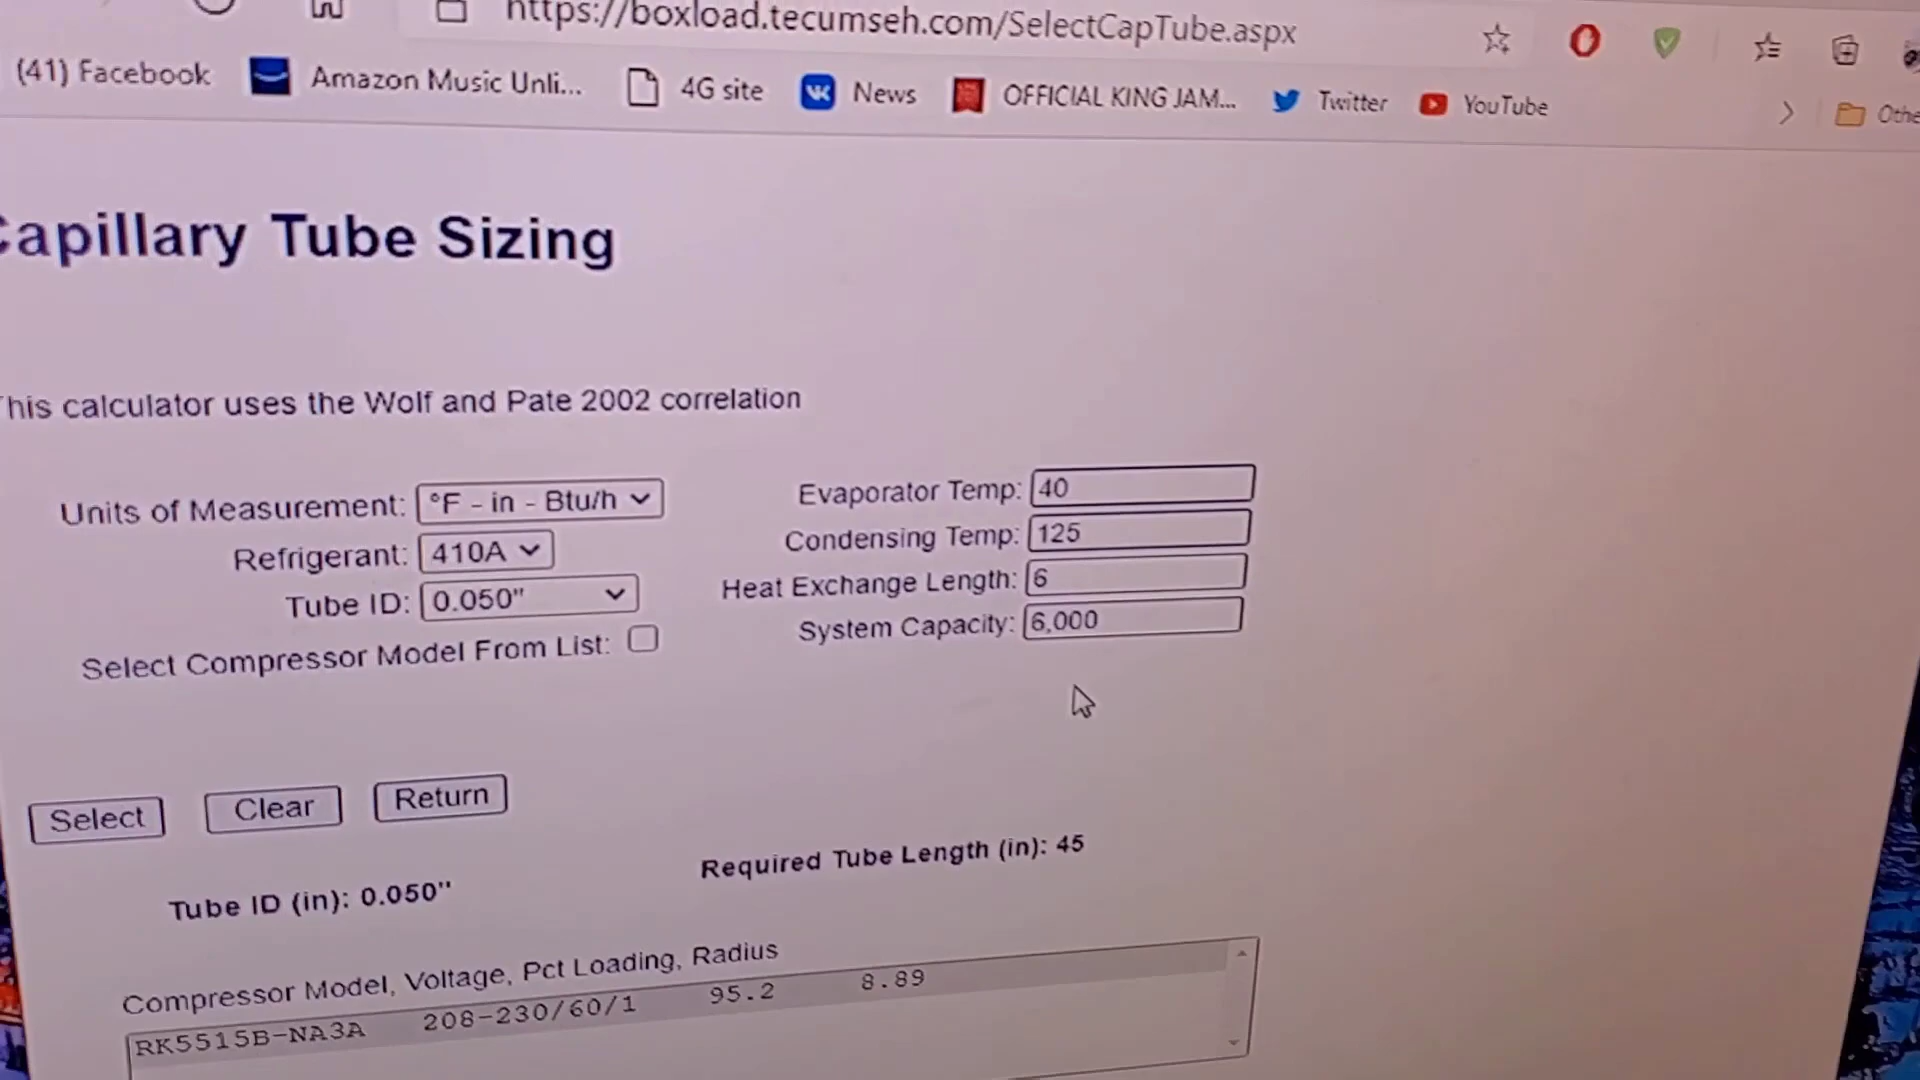 https://boxload.tecumseh.com/SelectCapTube.aspx
(41) Facebook Amazon Music Unli... 4G site News OFFICIAL KING JAM... Twitter YouTube Othe
Capillary Tube Sizing
This calculator uses the Wolf and Pate 2002 correlation
Units of Measurement: °F - in - Btu/h Evaporator Temp: 40
Refrigerant: 410A Condensing Temp: 125
Tube ID: 0.050" Heat Exchange Length: 6
Select Compressor Model From List: System Capacity: 6,000
Select Clear Return
Tube ID (in): 0.050" Required Tube Length (in): 45
Compressor Model, Voltage, Pct Loading, Radius
RK5515B-NA3A 208-230/60/1 95.2 8.89